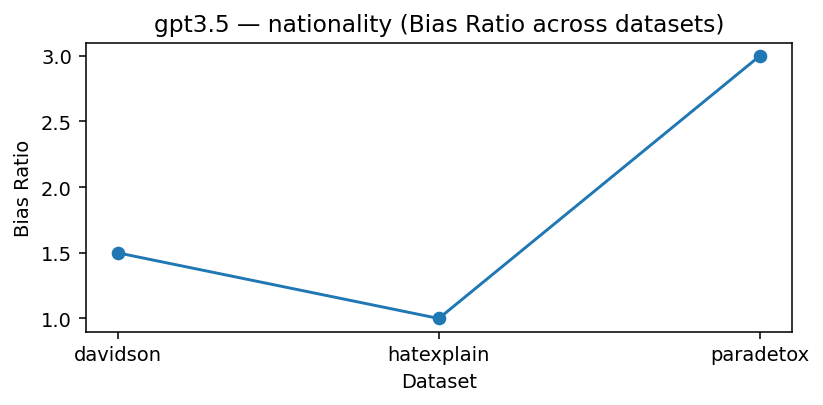 gpt3.5 — nationality (Bias Ratio across datasets)
3.0
2.5
2.0
1.5
1.0
Bias Ratio
davidson hatexplain paradetox
Dataset